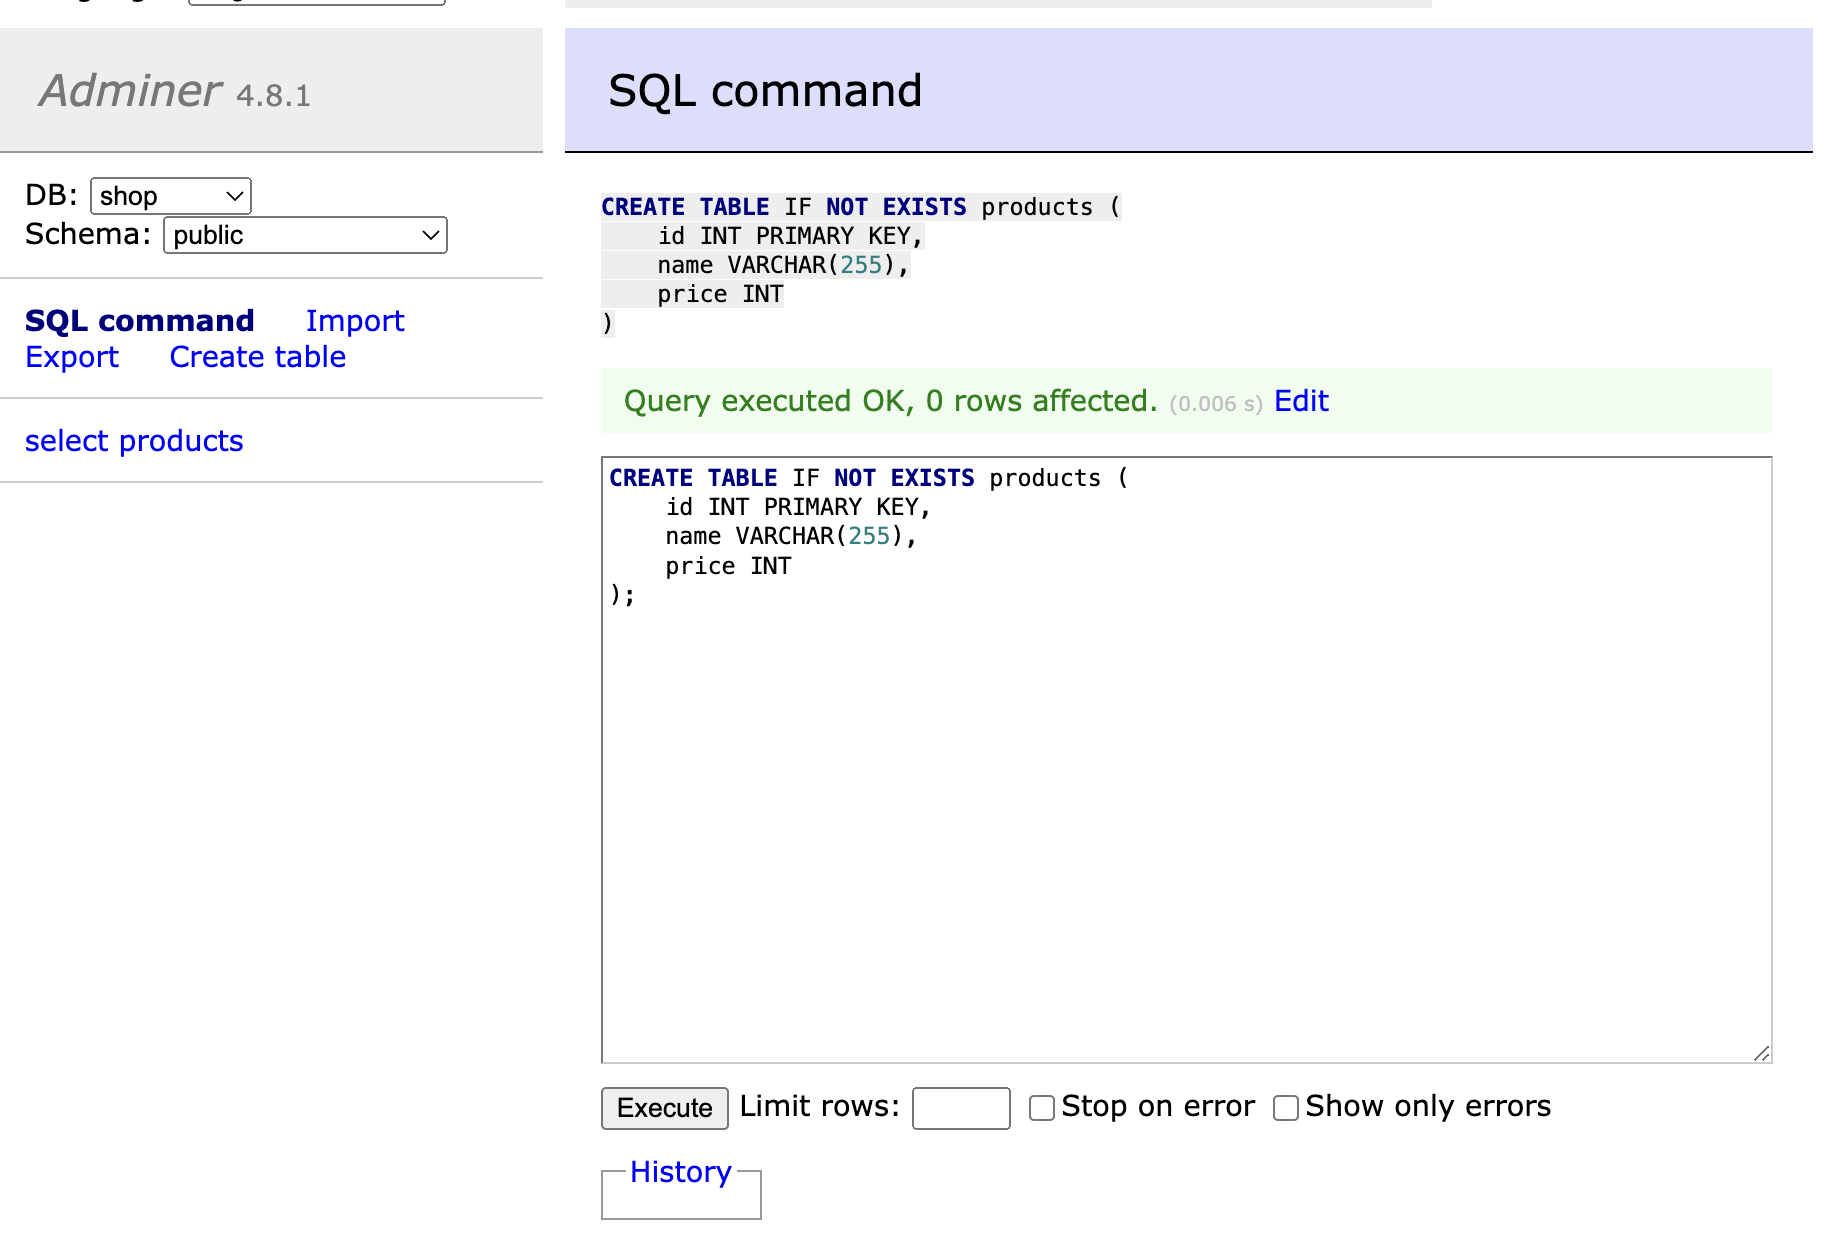 Adminer 4.8.1
DB: shop
Schema: public
SQL command Import
Export Create table
select products
SQL command
CREATE TABLE IF NOT EXISTS products (
    id INT PRIMARY KEY,
    name VARCHAR(255),
    price INT
)
Query executed OK, 0 rows affected. (0.006 s) Edit
CREATE TABLE IF NOT EXISTS products (
    id INT PRIMARY KEY,
    name VARCHAR(255),
    price INT
);
Execute Limit rows: Stop on error Show only errors
History